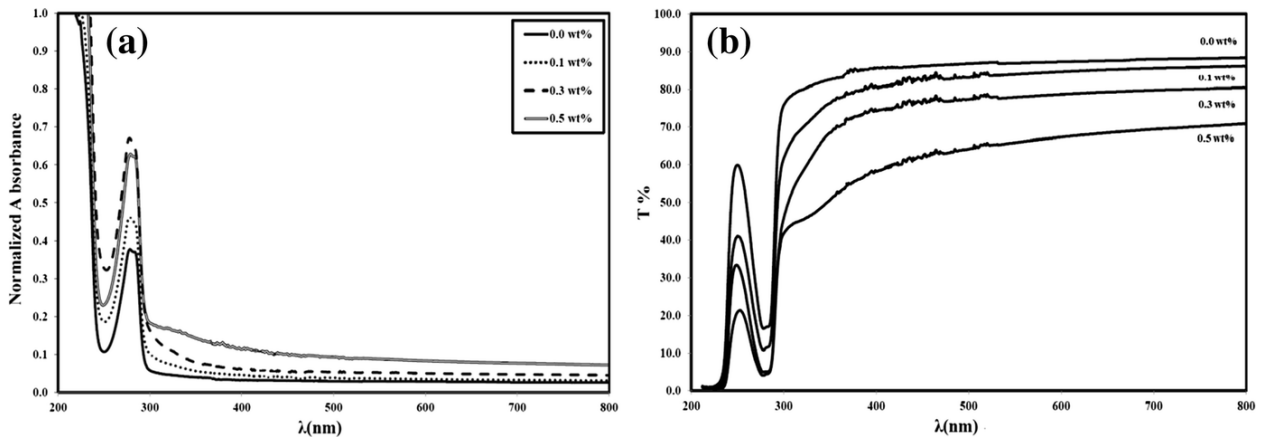 (a)
1.0
0.9
0.8
0.7
0.6
0.5
0.4
0.3
0.2
0.1
0.0
Normalized A bsorbance
0.0 wt%
0.1 wt%
0.3 wt%
0.5 wt%
200 300 400 500 600 700 800
λ(nm)
(b)
100.0
90.0
80.0
70.0
60.0
50.0
40.0
30.0
20.0
10.0
0.0
T %
0.0 wt%
0.1 wt%
0.3 wt%
0.5 wt%
200 300 400 500 600 700 800
λ(nm)